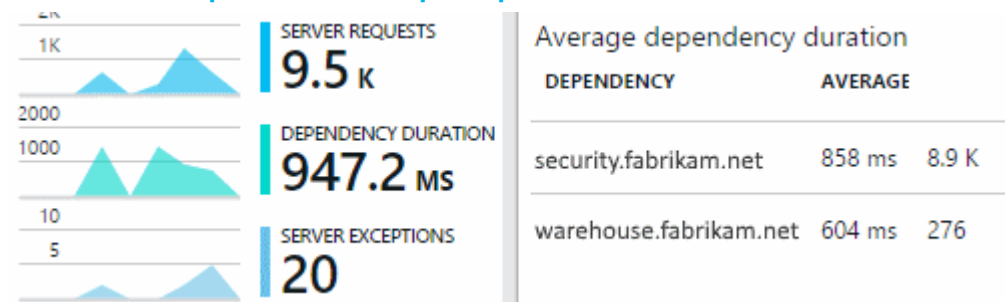 1K
SERVER REQUESTS
9.5 K
2000
1000
DEPENDENCY DURATION
947.2 MS
10
5
SERVER EXCEPTIONS
20
Average dependency duration
DEPENDENCY AVERAGE
security.fabrikam.net 858 ms 8.9 K
warehouse.fabrikam.net 604 ms 276